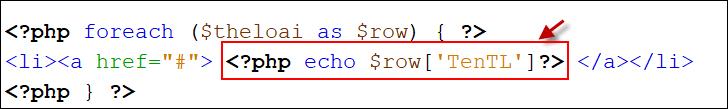 <?php foreach ($theloai as $row) { ?>
<li><a href="#"> <?php echo $row['TenTL']?> </a></li>
<?php } ?>